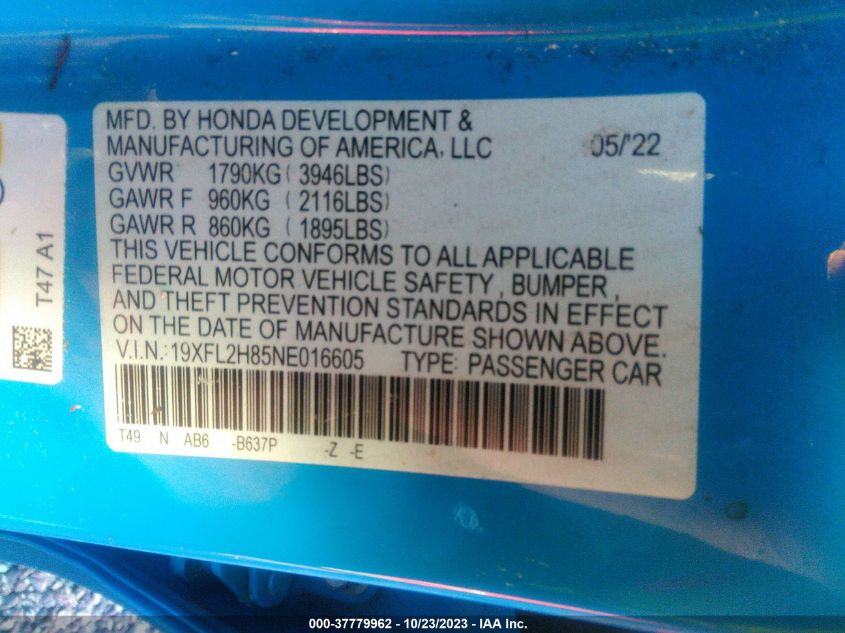 MFD. BY HONDA DEVELOPMENT &
MANUFACTURING OF AMERICA, LLC 05/'22
GVWR 1790KG ( 3946LBS)
GAWR F 960KG ( 2116LBS)
GAWR R 860KG ( 1895LBS)
THIS VEHICLE CONFORMS TO ALL APPLICABLE
FEDERAL MOTOR VEHICLE SAFETY, BUMPER,
AND THEFT PREVENTION STANDARDS IN EFFECT
ON THE DATE OF MANUFACTURE SHOWN ABOVE.
V.I.N.: 19XFL2H85NE016605 TYPE: PASSENGER CAR
T49 N AB6 -B637P -Z -E
T47 A1
000-37779962 - 10/23/2023 - IAA Inc.